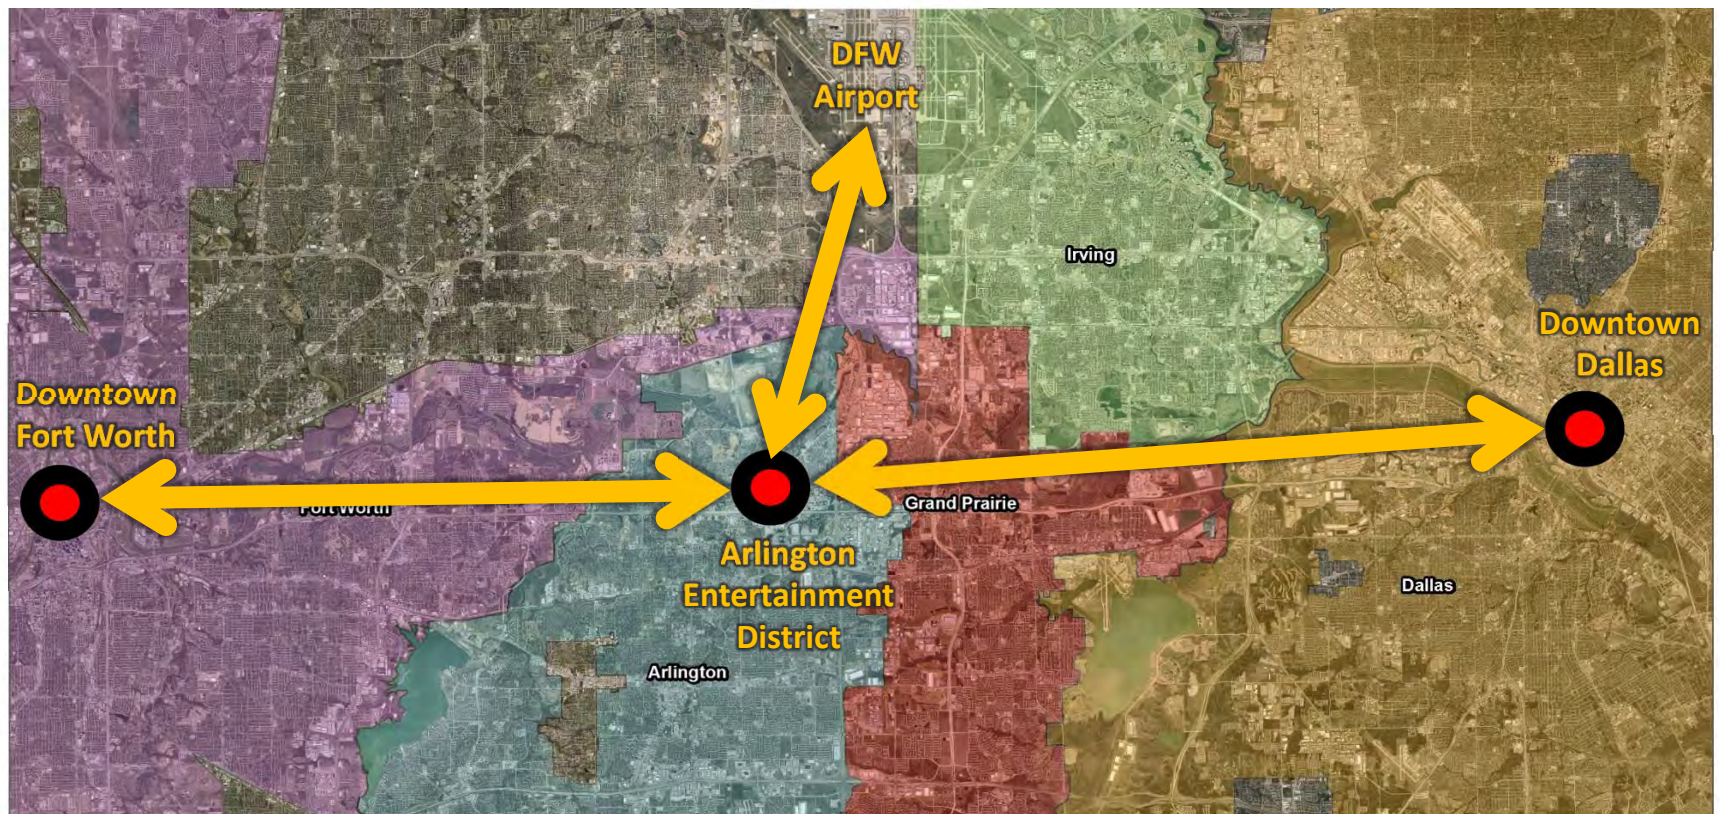 DFW
Airport
Irving
Downtown
Dallas
Downtown
Fort Worth
Fort Worth
Grand Prairie
Arlington
Entertainment
District
Dallas
Arlington